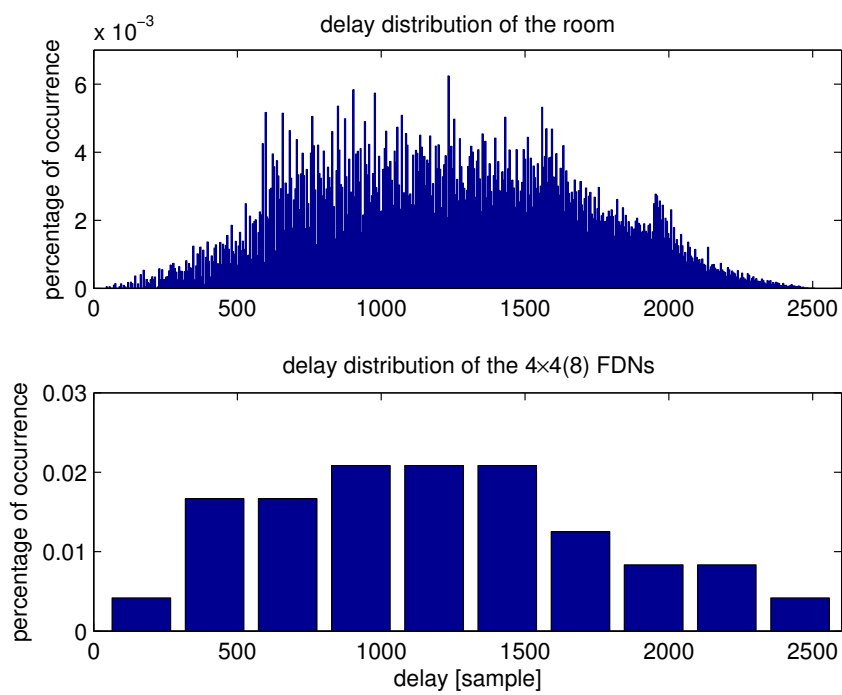 x 10⁻³
delay distribution of the room
percentage of occurrence
6
4
2
0
0 500 1000 1500 2000 2500
delay distribution of the 4×4(8) FDNs
percentage of occurrence
0.03
0.02
0.01
0
0 500 1000 1500 2000 2500
delay [sample]